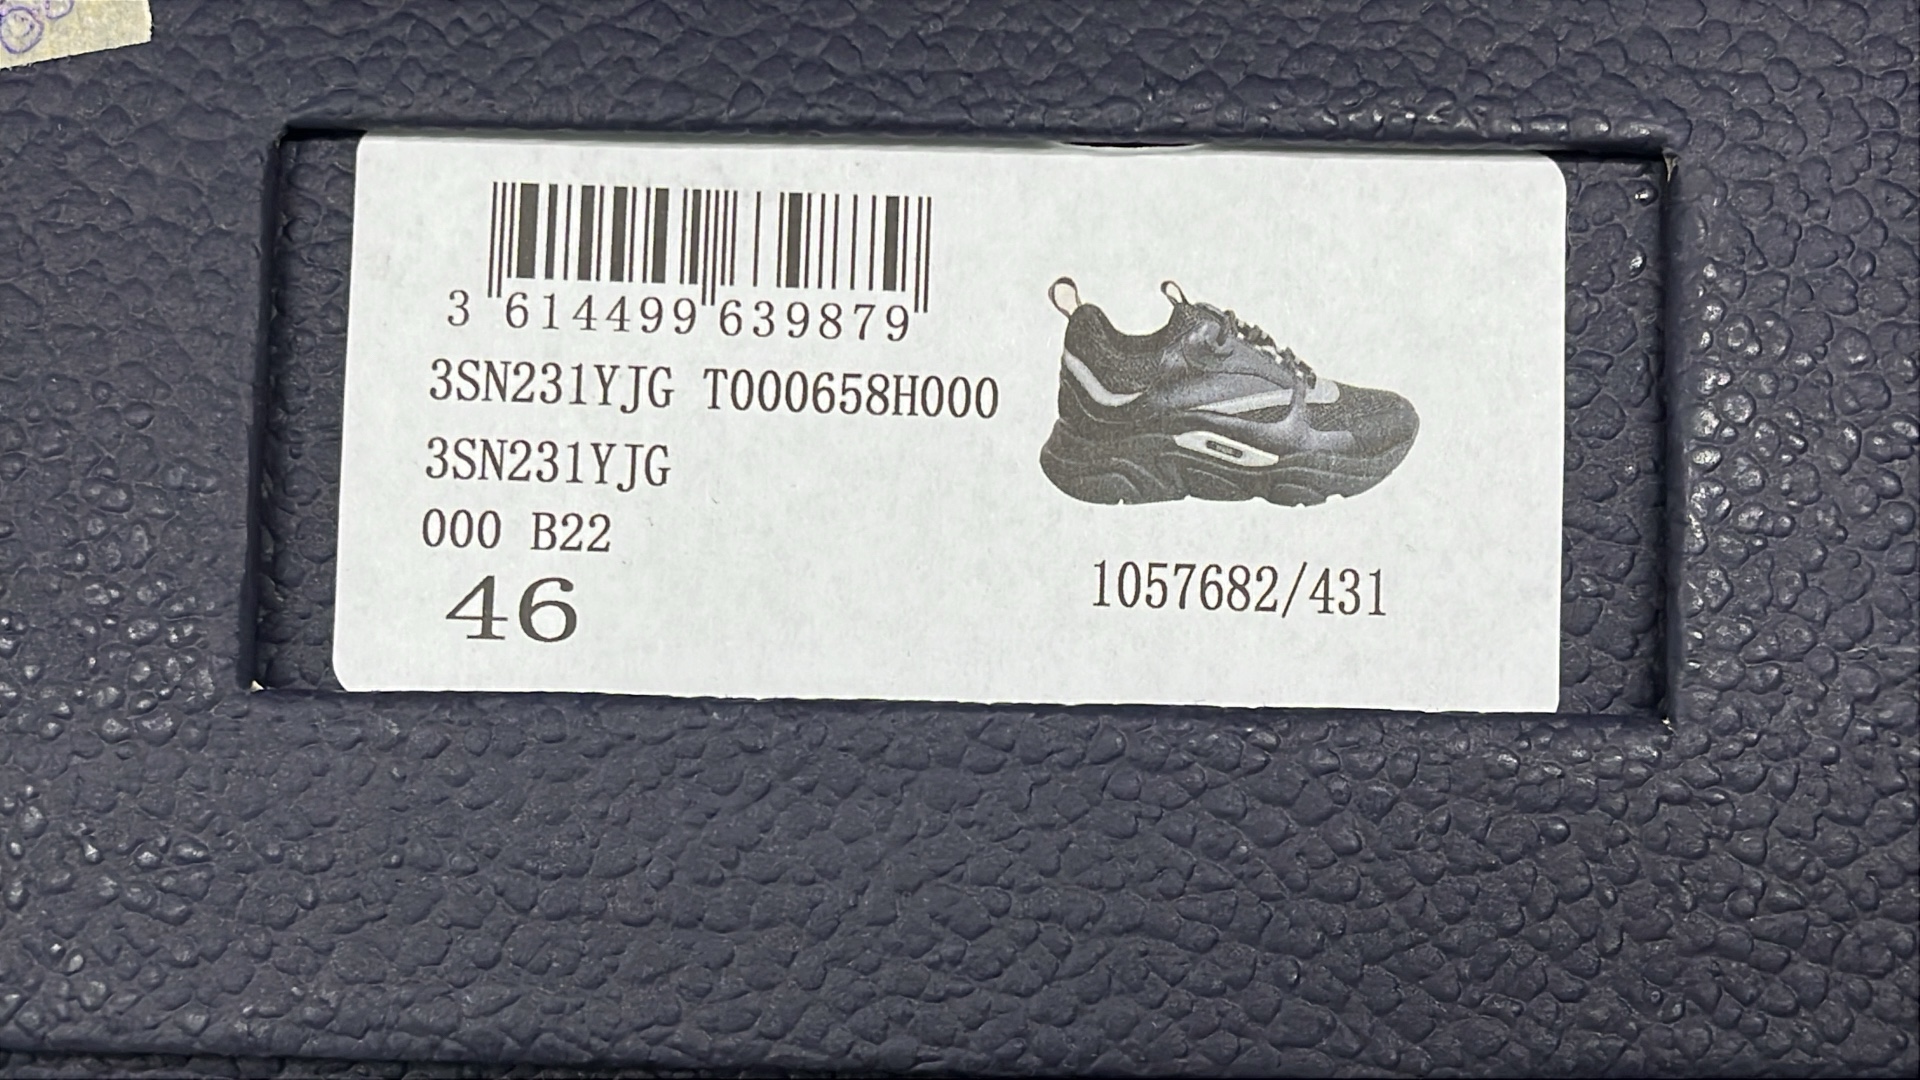 3 614499 639879
3SN231YJG T000658H000
3SN231YJG
000 B22
46
1057682/431